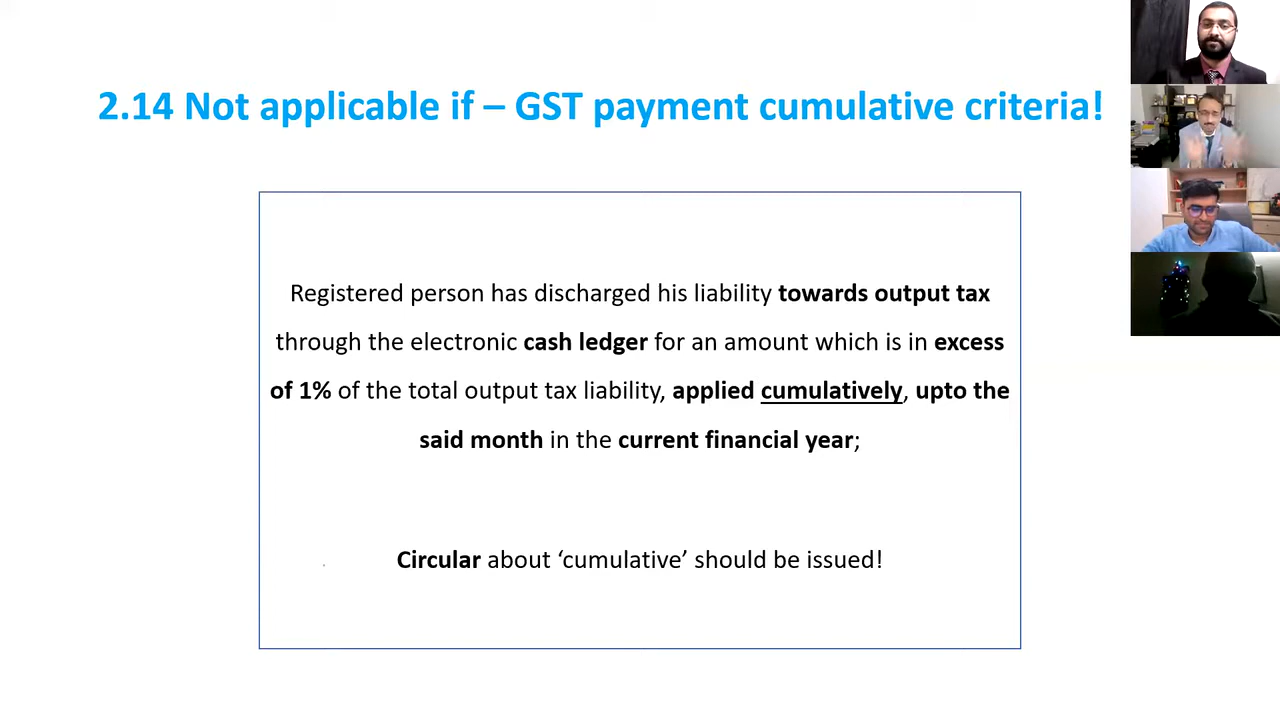 2.14 Not applicable if – GST payment cumulative criteria!
Registered person has discharged his liability towards output tax
through the electronic cash ledger for an amount which is in excess
of 1% of the total output tax liability, applied cumulatively, upto the
said month in the current financial year;
Circular about ‘cumulative’ should be issued!